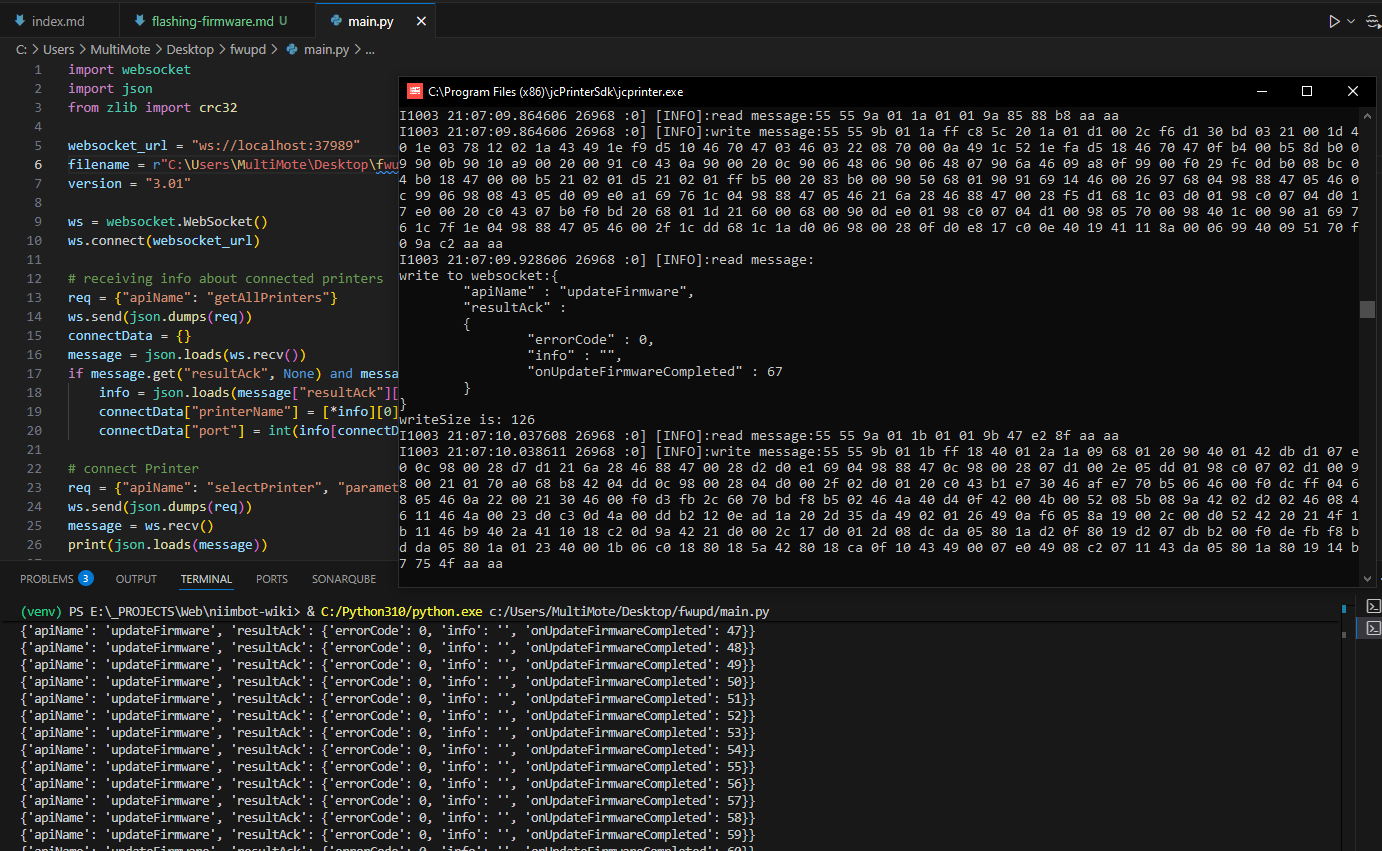 index.md
flashing-firmware.md U
main.py
C: > Users > MultiMote > Desktop > fwupd > main.py > ...
1 import websocket
2 import json
3 from zlib import crc32
4
5 websocket_url = "ws://localhost:37989"
6 filename = r"C:\Users\MultiMote\Desktop\fwu
7 version = "3.01"
8
9 ws = websocket.WebSocket()
10 ws.connect(websocket_url)
11
12 # receiving info about connected printers
13 req = {"apiName": "getAllPrinters"}
14 ws.send(json.dumps(req))
15 connectData = {}
16 message = json.loads(ws.recv())
17 if message.get("resultAck", None) and messa
18 info = json.loads(message["resultAck"][
19 connectData["printerName"] = [*info][0]
20 connectData["port"] = int(info[connectD
21
22 # connect Printer
23 req = {"apiName": "selectPrinter", "paramet
24 ws.send(json.dumps(req))
25 message = ws.recv()
26 print(json.loads(message))
C:\Program Files (x86)\jcPrinterSdk\jcprinter.exe
I1003 21:07:09.864606 26968 :0] [INFO]:read message:55 55 9a 01 1a 01 01 9a 85 88 b8 aa aa
I1003 21:07:09.864606 26968 :0] [INFO]:write message:55 55 9b 01 1a ff c8 5c 20 1a 01 d1 00 2c f6 d1 30 bd 03 21 00 1d 4
0 1e 03 78 12 02 1a 43 49 1e f9 d5 10 46 70 47 03 46 03 22 08 70 00 0a 49 1c 52 1e fa d5 18 46 70 47 0f b4 00 b5 8d b0 0
9 90 0b 90 10 a9 00 20 00 91 c0 43 0a 90 00 20 0c 90 06 48 06 90 06 48 07 90 6a 46 09 a8 0f 99 00 f0 29 fc 0d b0 08 bc 0
4 b0 18 47 00 00 b5 21 02 01 d5 21 02 01 ff b5 00 20 83 b0 00 90 50 68 01 90 91 69 14 46 00 26 97 68 04 98 88 47 05 46 0
c 99 06 98 08 43 05 d0 09 e0 a1 69 76 1c 04 98 88 47 05 46 21 6a 28 46 88 47 00 28 f5 d1 68 1c 03 d0 01 98 c0 07 04 d0 1
7 e0 00 20 c0 43 07 b0 f0 bd 20 68 01 1d 21 60 00 68 00 90 0d e0 01 98 c0 07 04 d1 00 98 05 70 00 98 40 1c 00 90 a1 69 7
6 1c 7f 1e 04 98 88 47 05 46 00 2f 1c dd 68 1c 1a d0 06 98 00 28 0f d0 e8 17 c0 0e 40 19 41 11 8a 00 06 99 40 09 51 70 f
0 9a c2 aa aa
I1003 21:07:09.928606 26968 :0] [INFO]:read message:
write to websocket:{
"apiName" : "updateFirmware",
"resultAck" :
{
"errorCode" : 0,
"info" : "",
"onUpdateFirmwareCompleted" : 67
}
}
writeSize is: 126
I1003 21:07:10.037608 26968 :0] [INFO]:read message:55 55 9a 01 1b 01 01 9b 47 e2 8f aa aa
I1003 21:07:10.038611 26968 :0] [INFO]:write message:55 55 9b 01 1b ff 18 40 01 2a 1a 09 68 01 20 90 40 01 42 db d1 07 e
0 0c 98 00 28 d7 d1 21 6a 28 46 88 47 00 28 d2 d0 e1 69 04 98 88 47 0c 98 00 28 07 d1 00 2e 05 dd 01 98 c0 07 02 d1 00 9
8 00 21 01 70 a0 68 b8 42 04 dd 0c 98 00 28 04 d0 00 2f 02 d0 01 20 c0 43 b1 e7 30 46 af e7 70 b5 06 46 00 f0 dc ff 04 6
8 05 46 0a 22 00 21 30 46 00 f0 d3 fb 2c 60 70 bd f8 b5 02 46 4a 40 d4 0f 42 00 4b 00 52 08 5b 08 9a 42 02 d2 02 46 08 4
6 11 46 4a 00 23 d0 c3 0d 4a 00 dd b2 12 0e ad 1a 20 2d 35 da 49 02 01 26 49 0a f6 05 8a 19 00 2c 00 d0 52 42 20 21 4f 1
b 11 46 b9 40 2a 41 10 18 c2 0d 9a 42 21 d0 00 2c 17 d0 01 2d 08 dc da 05 80 1a d2 0f 80 19 d2 07 db b2 00 f0 de fb f8 b
d da 05 80 1a 01 23 40 00 1b 06 c0 18 80 18 5a 42 80 18 ca 0f 10 43 49 00 07 e0 49 08 c2 07 11 43 da 05 80 1a 80 19 14 b
7 75 4f aa aa
PROBLEMS 3 OUTPUT TERMINAL PORTS SONARQUBE
(venv) PS E:\_PROJECTS\Web\niimbot-wiki> & C:/Python310/python.exe c:/Users/MultiMote/Desktop/fwupd/main.py
{'apiName': 'updateFirmware', 'resultAck': {'errorCode': 0, 'info': '', 'onUpdateFirmwareCompleted': 47}}
{'apiName': 'updateFirmware', 'resultAck': {'errorCode': 0, 'info': '', 'onUpdateFirmwareCompleted': 48}}
{'apiName': 'updateFirmware', 'resultAck': {'errorCode': 0, 'info': '', 'onUpdateFirmwareCompleted': 49}}
{'apiName': 'updateFirmware', 'resultAck': {'errorCode': 0, 'info': '', 'onUpdateFirmwareCompleted': 50}}
{'apiName': 'updateFirmware', 'resultAck': {'errorCode': 0, 'info': '', 'onUpdateFirmwareCompleted': 51}}
{'apiName': 'updateFirmware', 'resultAck': {'errorCode': 0, 'info': '', 'onUpdateFirmwareCompleted': 52}}
{'apiName': 'updateFirmware', 'resultAck': {'errorCode': 0, 'info': '', 'onUpdateFirmwareCompleted': 53}}
{'apiName': 'updateFirmware', 'resultAck': {'errorCode': 0, 'info': '', 'onUpdateFirmwareCompleted': 54}}
{'apiName': 'updateFirmware', 'resultAck': {'errorCode': 0, 'info': '', 'onUpdateFirmwareCompleted': 55}}
{'apiName': 'updateFirmware', 'resultAck': {'errorCode': 0, 'info': '', 'onUpdateFirmwareCompleted': 56}}
{'apiName': 'updateFirmware', 'resultAck': {'errorCode': 0, 'info': '', 'onUpdateFirmwareCompleted': 57}}
{'apiName': 'updateFirmware', 'resultAck': {'errorCode': 0, 'info': '', 'onUpdateFirmwareCompleted': 58}}
{'apiName': 'updateFirmware', 'resultAck': {'errorCode': 0, 'info': '', 'onUpdateFirmwareCompleted': 59}}
{'apiName': 'updateFirmware', 'resultAck': {'errorCode': 0, 'info': '', 'onUpdateFirmwareCompleted': 60}}